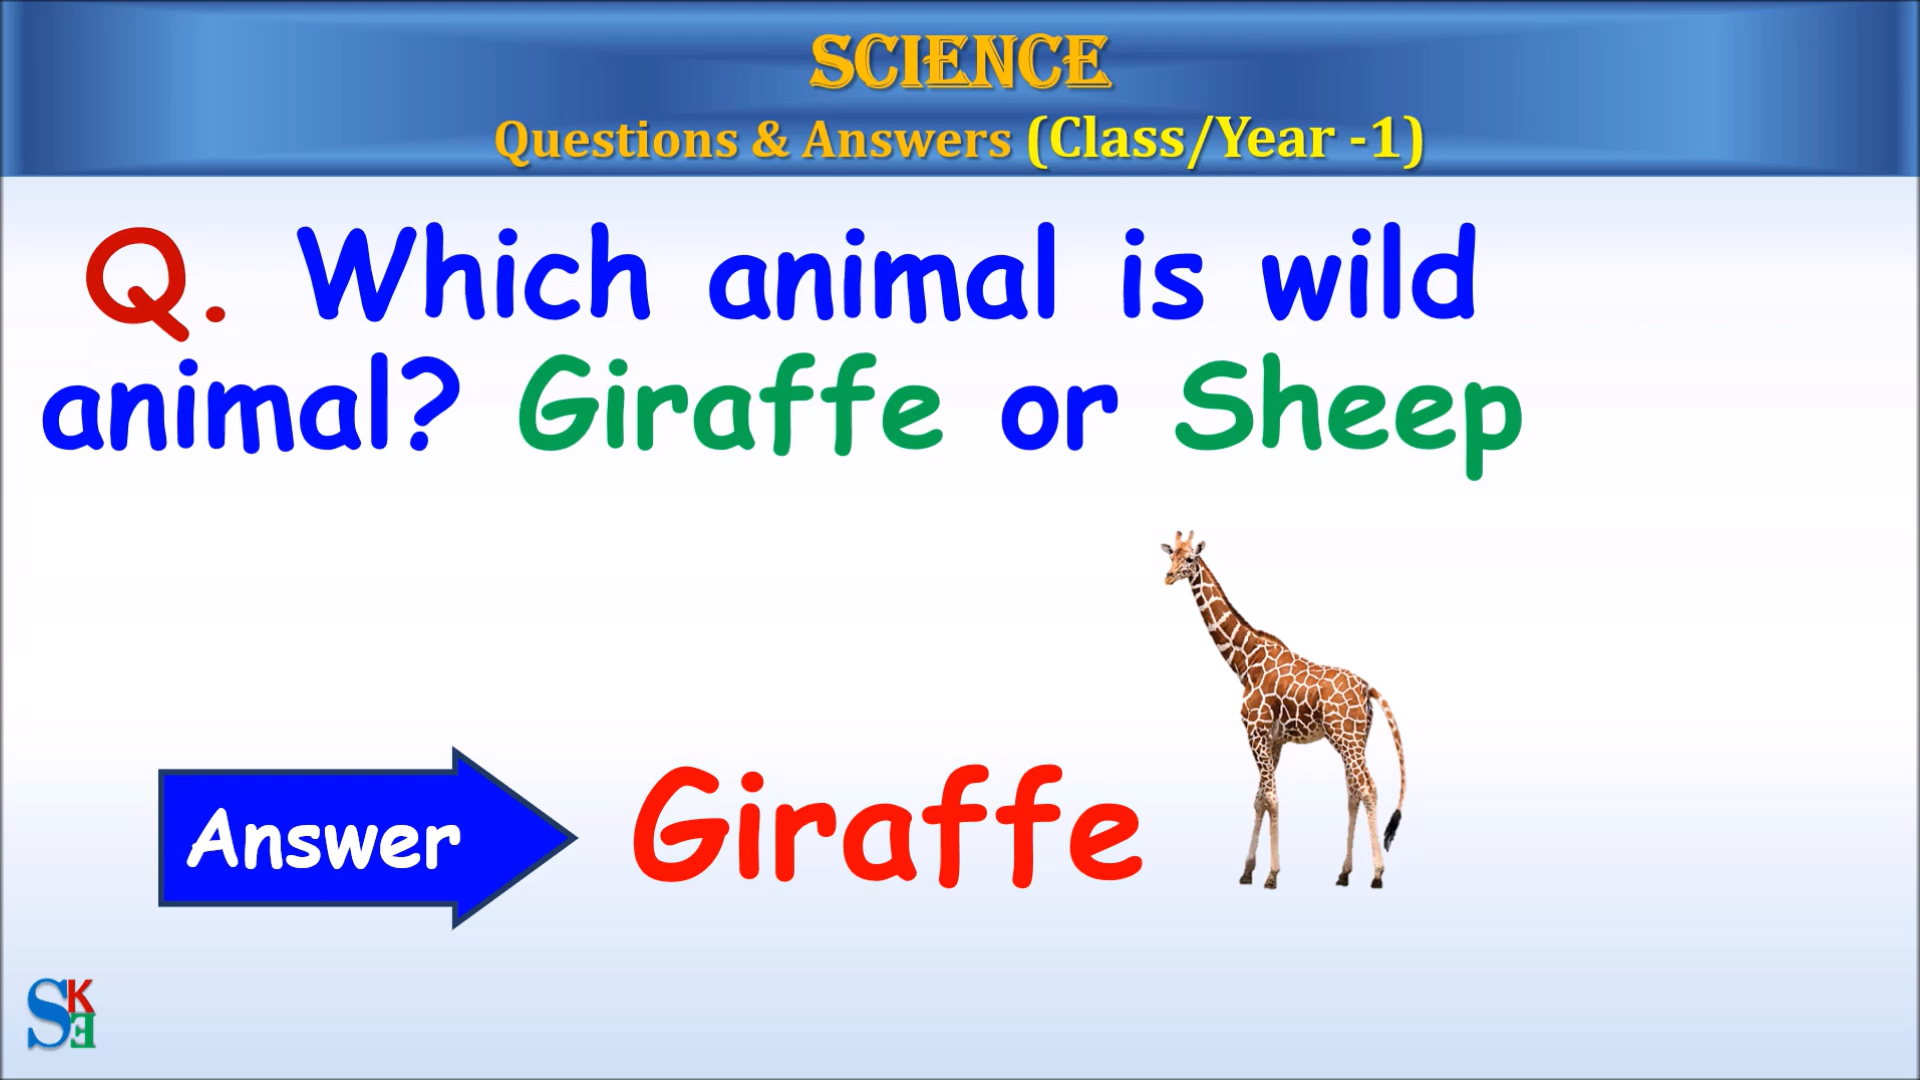 SCIENCE
Questions & Answers (Class/Year -1)
Q. Which animal is wild
animal? Giraffe or Sheep
Answer
Giraffe
SKE